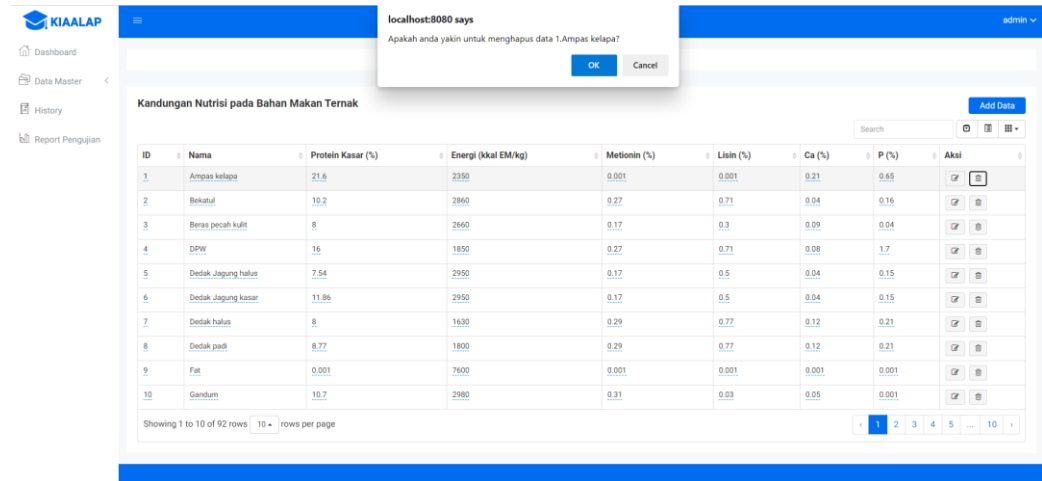 KIAALAP
admin
localhost:8080 says
Apakah anda yakin untuk menghapus data 1.Ampas kelapa?
OK Cancel
Dashboard
Data Master
History
Report Pengujian
Kandungan Nutrisi pada Bahan Makan Ternak
Add Data
Search
ID Nama Protein Kasar (%) Energi (kkal EM/kg) Metionin (%) Lisin (%) Ca (%) P (%) Aksi
1 Ampas kelapa 21.6 2350 0.001 0.001 0.21 0.65
2 Bekatul 10.2 2860 0.27 0.71 0.04 0.16
3 Beras pecah kulit 8 2660 0.17 0.3 0.09 0.04
4 DPW 16 1850 0.27 0.71 0.08 1.7
5 Dedak Jagung halus 7.54 2950 0.17 0.5 0.04 0.15
6 Dedak Jagung kasar 11.86 2950 0.17 0.5 0.04 0.15
7 Dedak halus 8 1630 0.29 0.77 0.12 0.21
8 Dedak padi 8.77 1800 0.29 0.77 0.12 0.21
9 Fat 0.001 7600 0.001 0.001 0.001 0.001
10 Gandum 10.7 2980 0.31 0.03 0.05 0.001
Showing 1 to 10 of 92 rows 10 rows per page
‹ 1 2 3 4 5 ... 10 ›